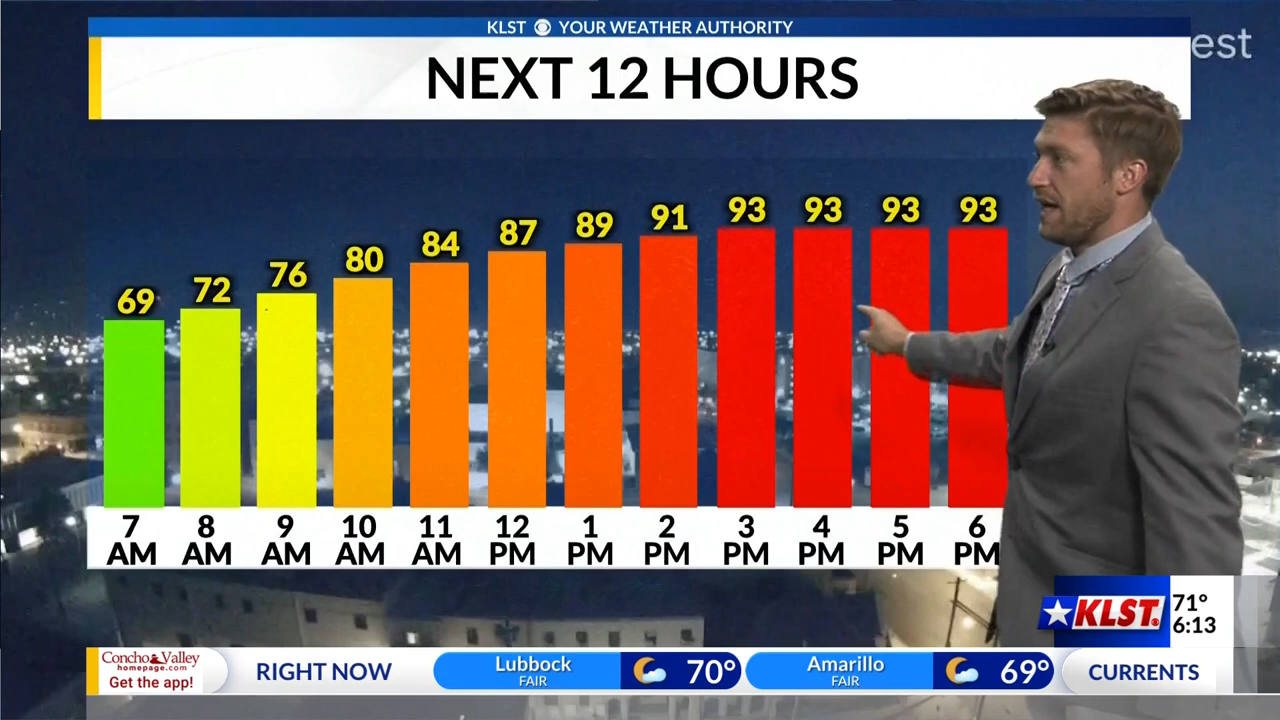 KLST YOUR WEATHER AUTHORITY
est
NEXT 12 HOURS
69 72 76 80 84 87 89 91 93 93 93 93
7 AM 8 AM 9 AM 10 AM 11 AM 12 PM 1 PM 2 PM 3 PM 4 PM 5 PM 6 PM
KLST
71°
6:13
Concho Valley
homepage.com
Get the app!
RIGHT NOW
Lubbock
FAIR
70°
Amarillo
FAIR
69°
CURRENTS